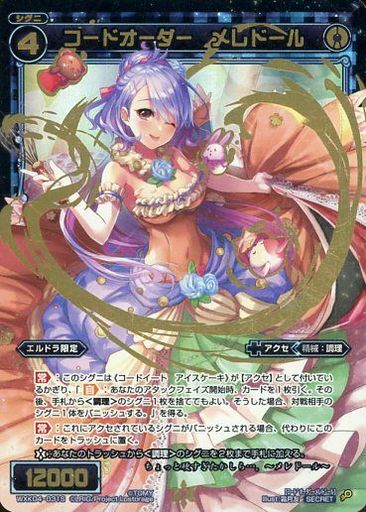 シグニ
4
コードオーダー　メレドール
エルドラ限定
アクセ
精械：調理
常：このシグニは《コードイート　アイスケーキ》が【アクセ】として付いて
いるかぎり、「自：あなたのアタックフェイズ開始時、カードを1枚引く。その
後、手札から<調理>のシグニ1枚を捨ててもよい。そうした場合、対戦相手の
シグニ1体をバニッシュする。」を得る。
常：これにアクセされているシグニがバニッシュされる場合、代わりにこの
カードをトラッシュに置く。
：あなたのトラッシュから<調理>のシグニを2枚まで手札に加える。
ちょっと咲すぎたかしら…。～メレドール～
12000
©TOMY
WXK04-031S ©LRIG/Project Lostorage
SECRET